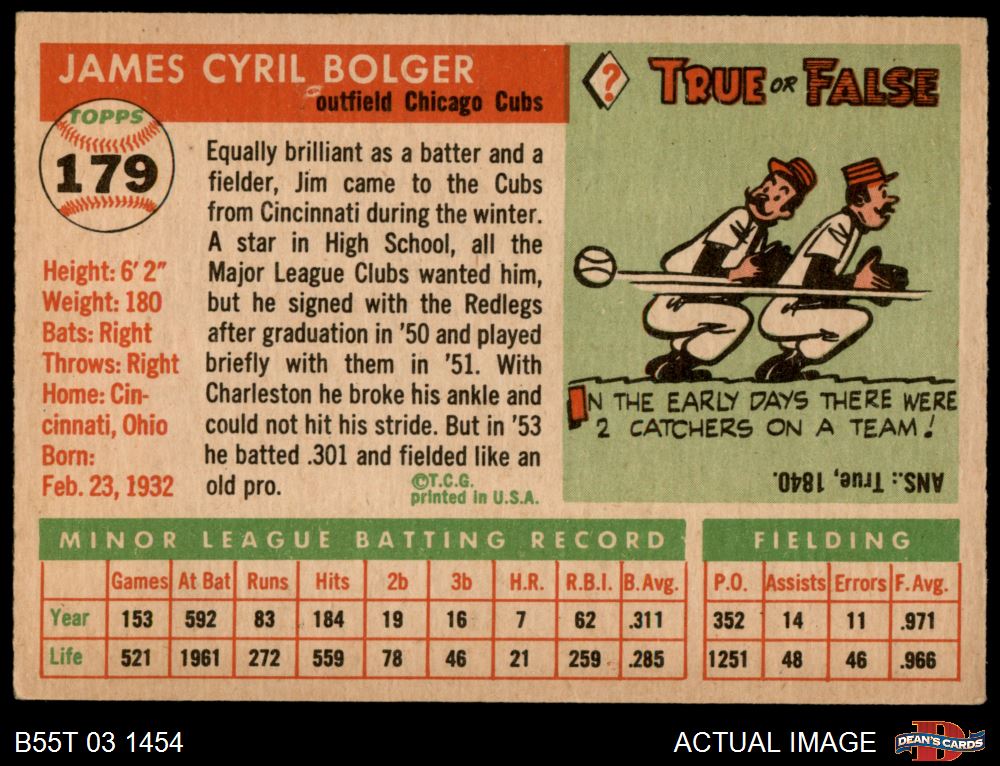 JAMES CYRIL BOLGER
outfield Chicago Cubs
TOPPS
179
Height: 6′ 2″
Weight: 180
Bats: Right
Throws: Right
Home: Cin-
cinnati, Ohio
Born:
Feb. 23, 1932
Equally brilliant as a batter and a
fielder, Jim came to the Cubs
from Cincinnati during the winter.
A star in High School, all the
Major League Clubs wanted him,
but he signed with the Redlegs
after graduation in '50 and played
briefly with them in '51. With
Charleston he broke his ankle and
could not hit his stride. But in '53
he batted .301 and fielded like an
old pro.
©T.C.G.
printed in U.S.A.
?
TRUE OR FALSE
N
N
IN THE EARLY DAYS THERE WERE
2 CATCHERS ON A TEAM!
ANS.: True, 1840.
MINOR LEAGUE BATTING RECORD
Games At Bat Runs Hits 2b 3b H.R. R.B.I. B.Avg.
Year 153 592 83 184 19 16 7 62 .311
Life 521 1961 272 559 78 46 21 259 .285
FIELDING
P.O. Assists Errors F.Avg.
352 14 11 .971
1251 48 46 .966
B55T 03 1454
ACTUAL IMAGE
DEAN'S CARDS